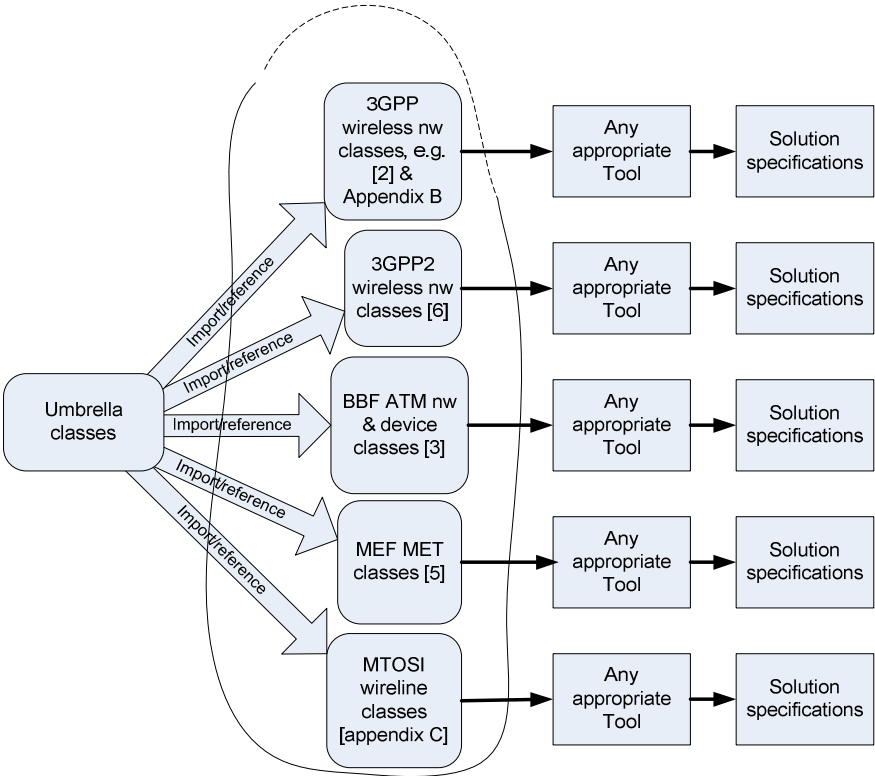 3GPP
wireless nw
classes, e.g.
[2] &
Appendix B
Any
appropriate
Tool
Solution
specifications
Import/reference
3GPP2
wireless nw
classes [6]
Any
appropriate
Tool
Solution
specifications
Import/reference
Umbrella
classes
Import/reference
BBF ATM nw
& device
classes [3]
Any
appropriate
Tool
Solution
specifications
Import/reference
MEF MET
classes [5]
Any
appropriate
Tool
Solution
specifications
Import/reference
MTOSI
wireline
classes
[appendix C]
Any
appropriate
Tool
Solution
specifications